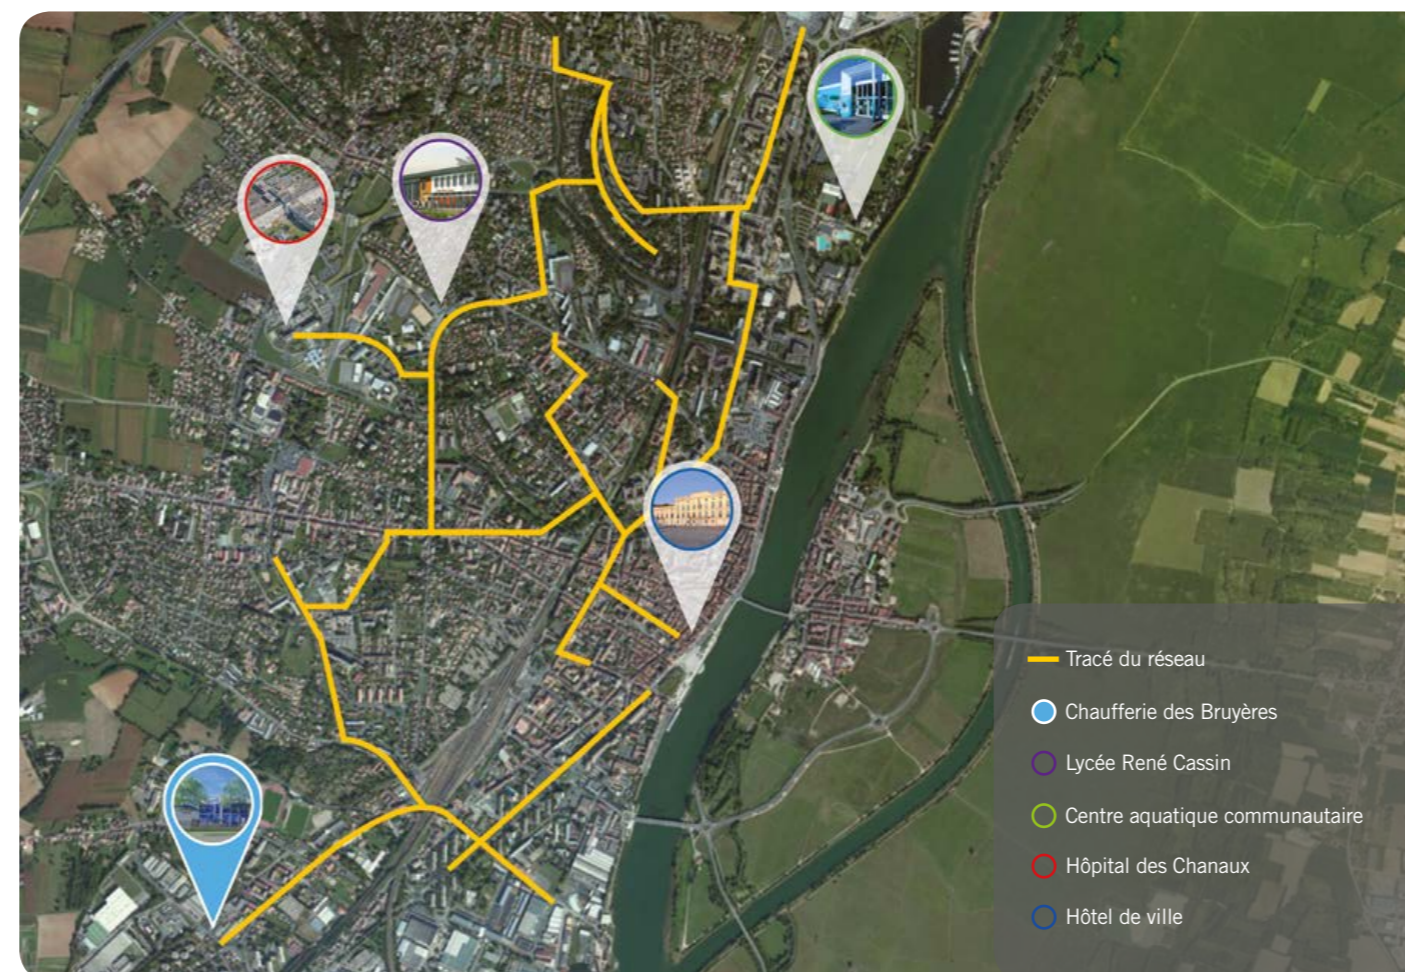 Tracé du réseau
Chaufferie des Bruyères
Lycée René Cassin
Centre aquatique communautaire
Hôpital des Chanaux
Hôtel de ville